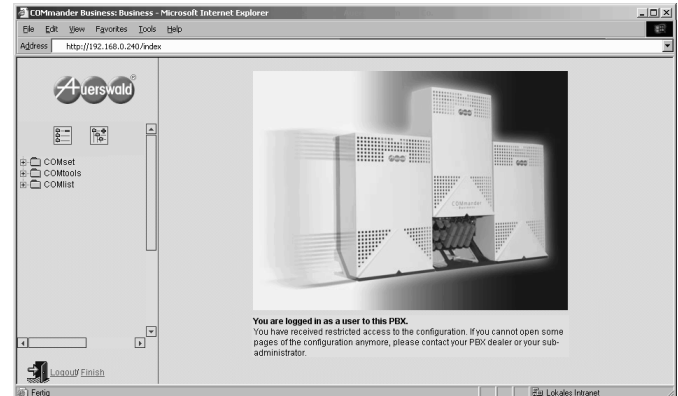 COMmander Business: Business - Microsoft Internet Explorer
File Edit View Favorites Tools Help
Address http://192.168.0.240/index
Auerswald
COMset
COMtools
COMlist
COMmander
You are logged in as a user to this PBX.
You have received restricted access to the configuration. If you cannot open some
pages of the configuration anymore, please contact your PBX dealer or your sub-
administrator.
Logout/ Finish
Fertig Lokales Intranet